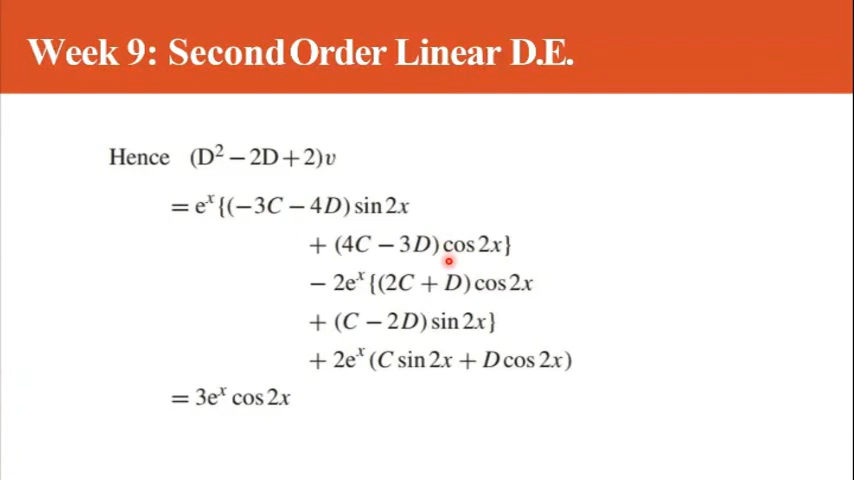 Week 9: Second Order Linear D.E.
Hence (D² − 2D + 2)v
= eˣ{(−3C − 4D) sin 2x
+ (4C − 3D) cos 2x}
− 2eˣ{(2C + D) cos 2x
+ (C − 2D) sin 2x}
+ 2eˣ(C sin 2x + D cos 2x)
= 3eˣ cos 2x